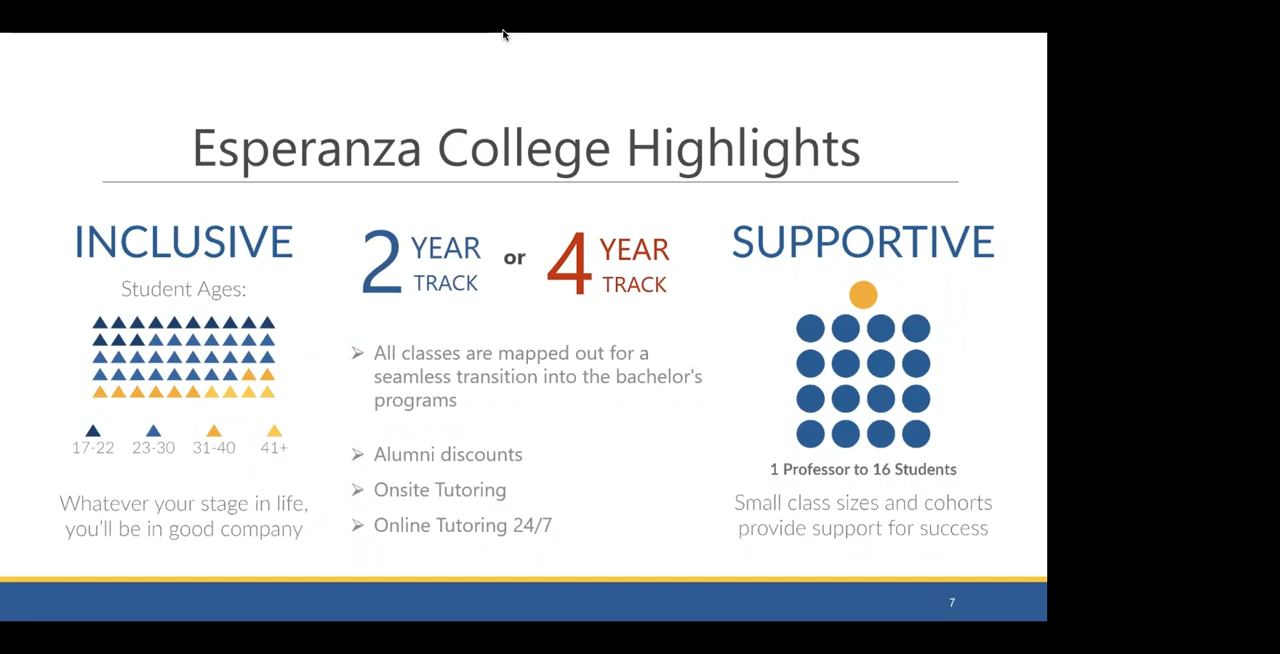 Esperanza College Highlights
INCLUSIVE
Student Ages:
17-22 23-30 31-40 41+
Whatever your stage in life,
you'll be in good company
2 YEAR TRACK or 4 YEAR TRACK
➢ All classes are mapped out for a
seamless transition into the bachelor's
programs
➢ Alumni discounts
➢ Onsite Tutoring
➢ Online Tutoring 24/7
SUPPORTIVE
1 Professor to 16 Students
Small class sizes and cohorts
provide support for success
7